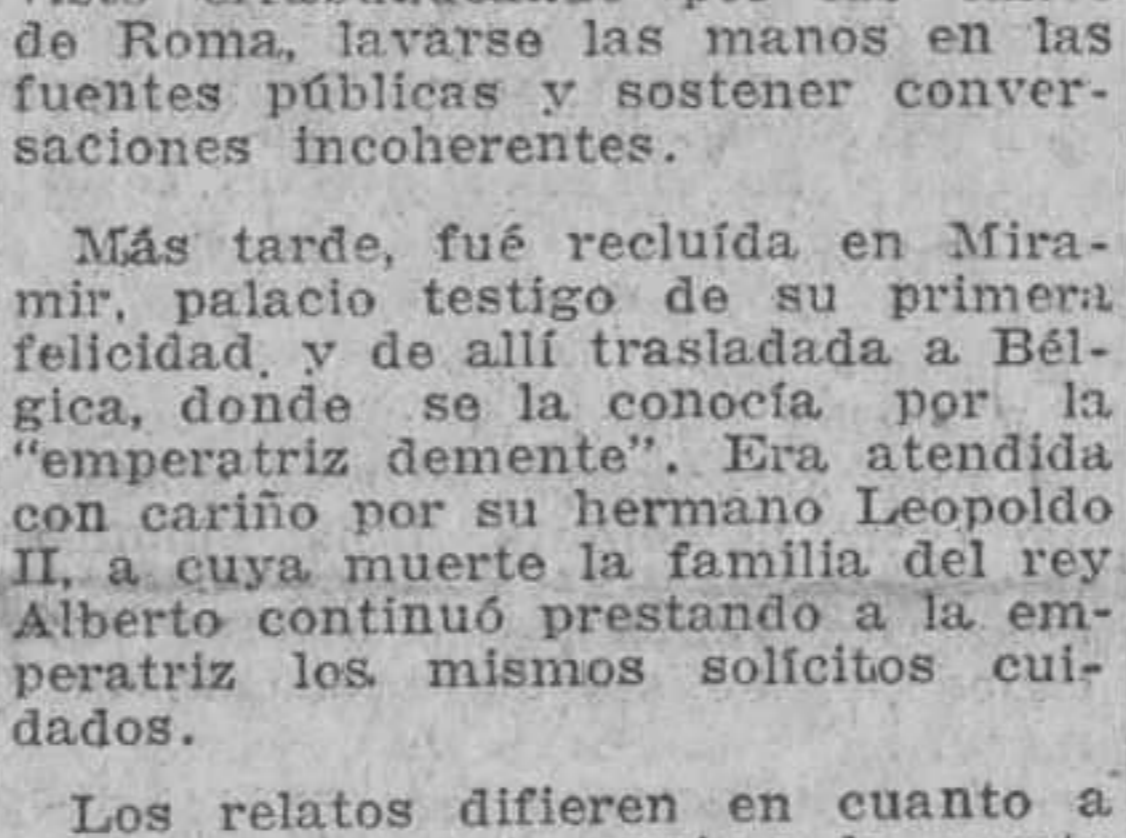 de Roma, lavarse las manos en las
fuentes públicas y sostener conver-
saciones incoherentes.
Más tarde, fué recluída en Mira-
mir, palacio testigo de su primera
felicidad, y de allí trasladada a Bél-
gica, donde se la conocía por la
“emperatriz demente”. Era atendida
con cariño por su hermano Leopoldo
II, a cuya muerte la familia del rey
Alberto continuó prestando a la em-
peratriz los mismos solícitos cui-
dados.
Los relatos difieren en cuanto a